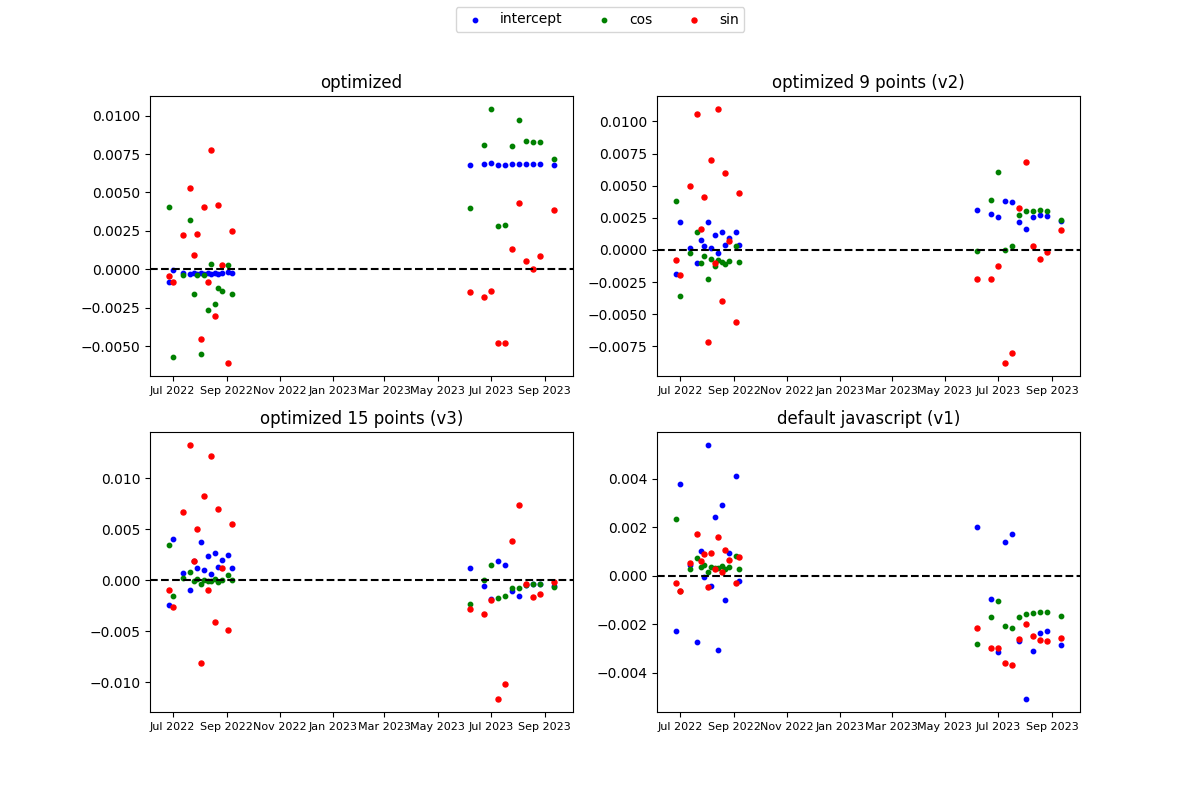 intercept cos sin
optimized
0.0100
0.0075
0.0050
0.0025
0.0000
−0.0025
−0.0050
Jul 2022 Sep 2022 Nov 2022 Jan 2023 Mar 2023 May 2023 Jul 2023 Sep 2023
optimized 9 points (v2)
0.0100
0.0075
0.0050
0.0025
0.0000
−0.0025
−0.0050
−0.0075
Jul 2022 Sep 2022 Nov 2022 Jan 2023 Mar 2023 May 2023 Jul 2023 Sep 2023
optimized 15 points (v3)
0.010
0.005
0.000
−0.005
−0.010
Jul 2022 Sep 2022 Nov 2022 Jan 2023 Mar 2023 May 2023 Jul 2023 Sep 2023
default javascript (v1)
0.004
0.002
0.000
−0.002
−0.004
Jul 2022 Sep 2022 Nov 2022 Jan 2023 Mar 2023 May 2023 Jul 2023 Sep 2023